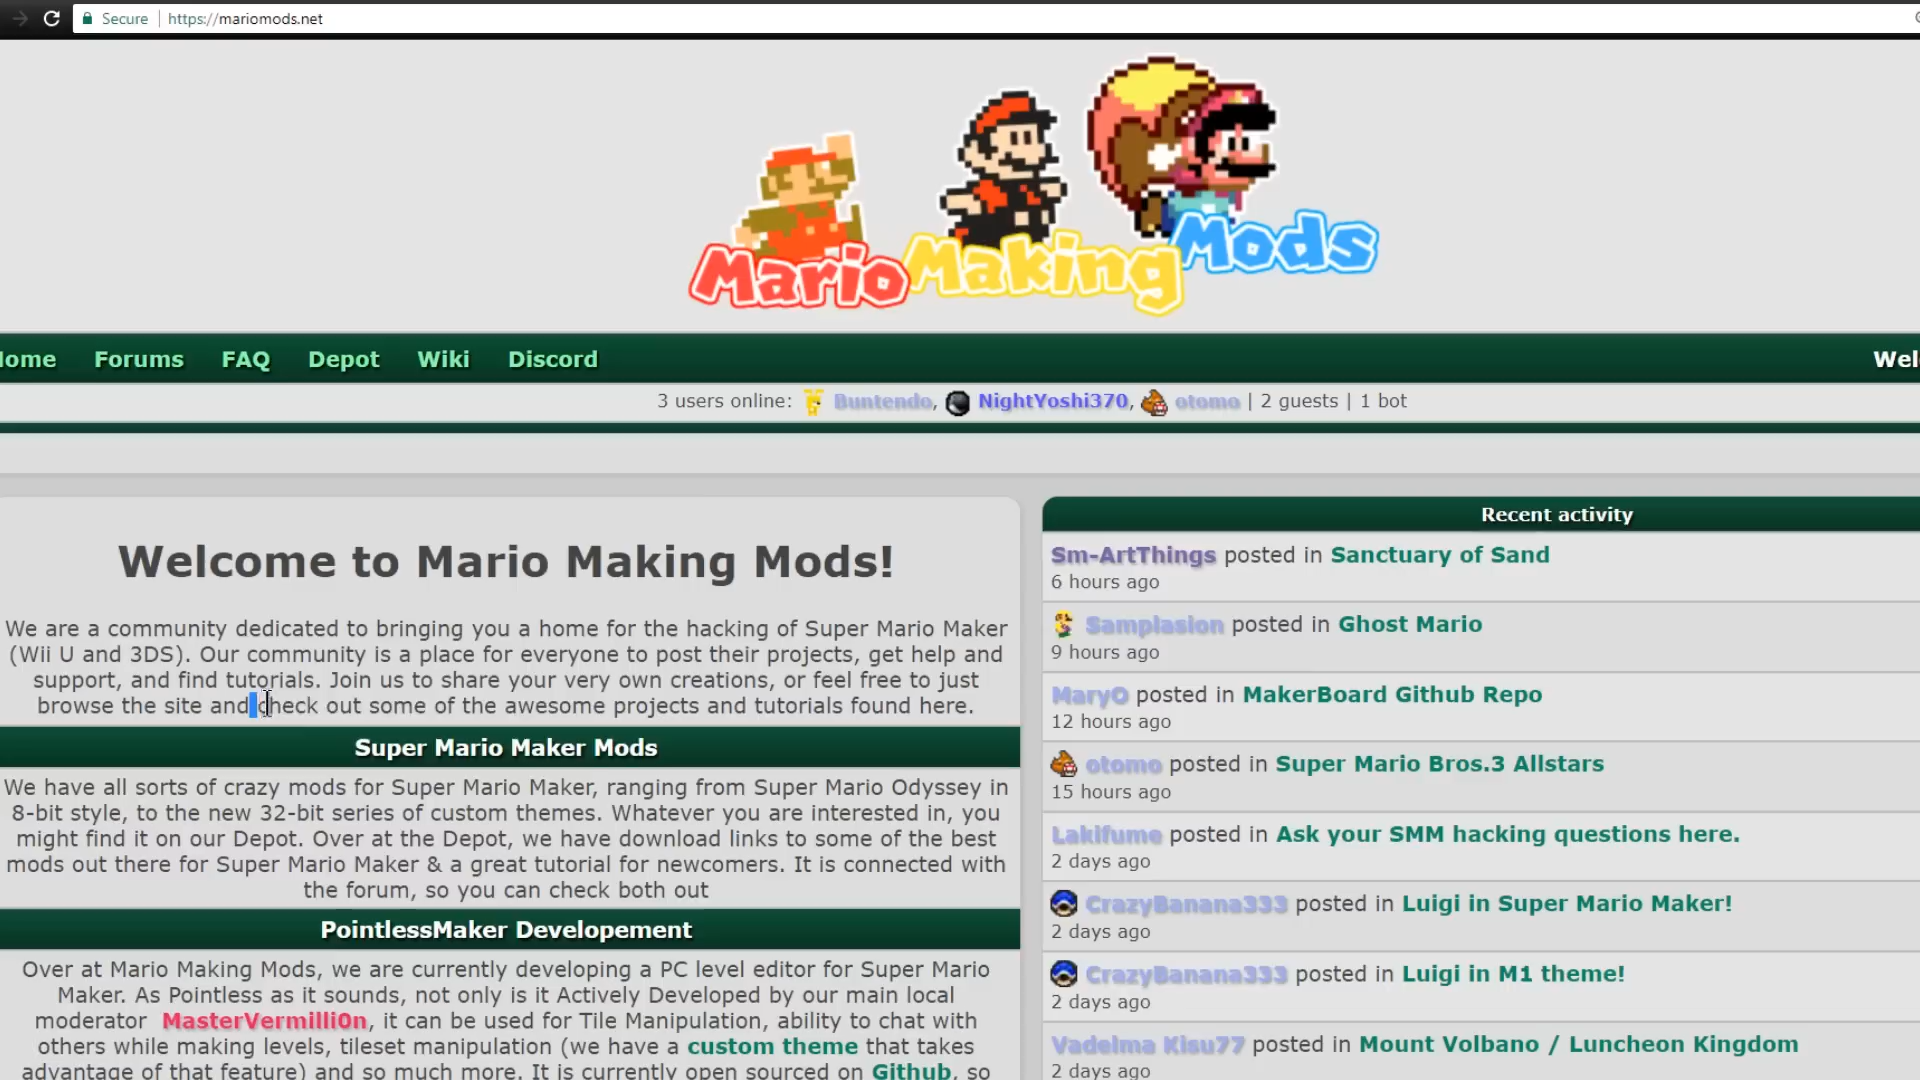 Secure https://mariomods.net
Mario Making Mods
Home Forums FAQ Depot Wiki Discord
3 users online: Buntendo, NightYoshi370, otomo | 2 guests | 1 bot
Welcome to Mario Making Mods!
We are a community dedicated to bringing you a home for the hacking of Super Mario Maker
(Wii U and 3DS). Our community is a place for everyone to post their projects, get help and
support, and find tutorials. Join us to share your very own creations, or feel free to just
browse the site and check out some of the awesome projects and tutorials found here.
Super Mario Maker Mods
We have all sorts of crazy mods for Super Mario Maker, ranging from Super Mario Odyssey in
8-bit style, to the new 32-bit series of custom themes. Whatever you are interested in, you
might find it on our Depot. Over at the Depot, we have download links to some of the best
mods out there for Super Mario Maker & a great tutorial for newcomers. It is connected with
the forum, so you can check both out
PointlessMaker Developement
Over at Mario Making Mods, we are currently developing a PC level editor for Super Mario
Maker. As Pointless as it sounds, not only is it Actively Developed by our main local
moderator MasterVermilli0n, it can be used for Tile Manipulation, ability to chat with
others while making levels, tileset manipulation (we have a custom theme that takes
advantage of that feature) and so much more. It is currently open sourced on Github, so
Recent activity
Sm-ArtThings posted in Sanctuary of Sand
6 hours ago
Samplasion posted in Ghost Mario
9 hours ago
MaryO posted in MakerBoard Github Repo
12 hours ago
otomo posted in Super Mario Bros.3 Allstars
15 hours ago
Lakifume posted in Ask your SMM hacking questions here.
2 days ago
CrazyBanana333 posted in Luigi in Super Mario Maker!
2 days ago
CrazyBanana333 posted in Luigi in M1 theme!
2 days ago
Vadelma Kisu77 posted in Mount Volbano / Luncheon Kingdom
2 days ago